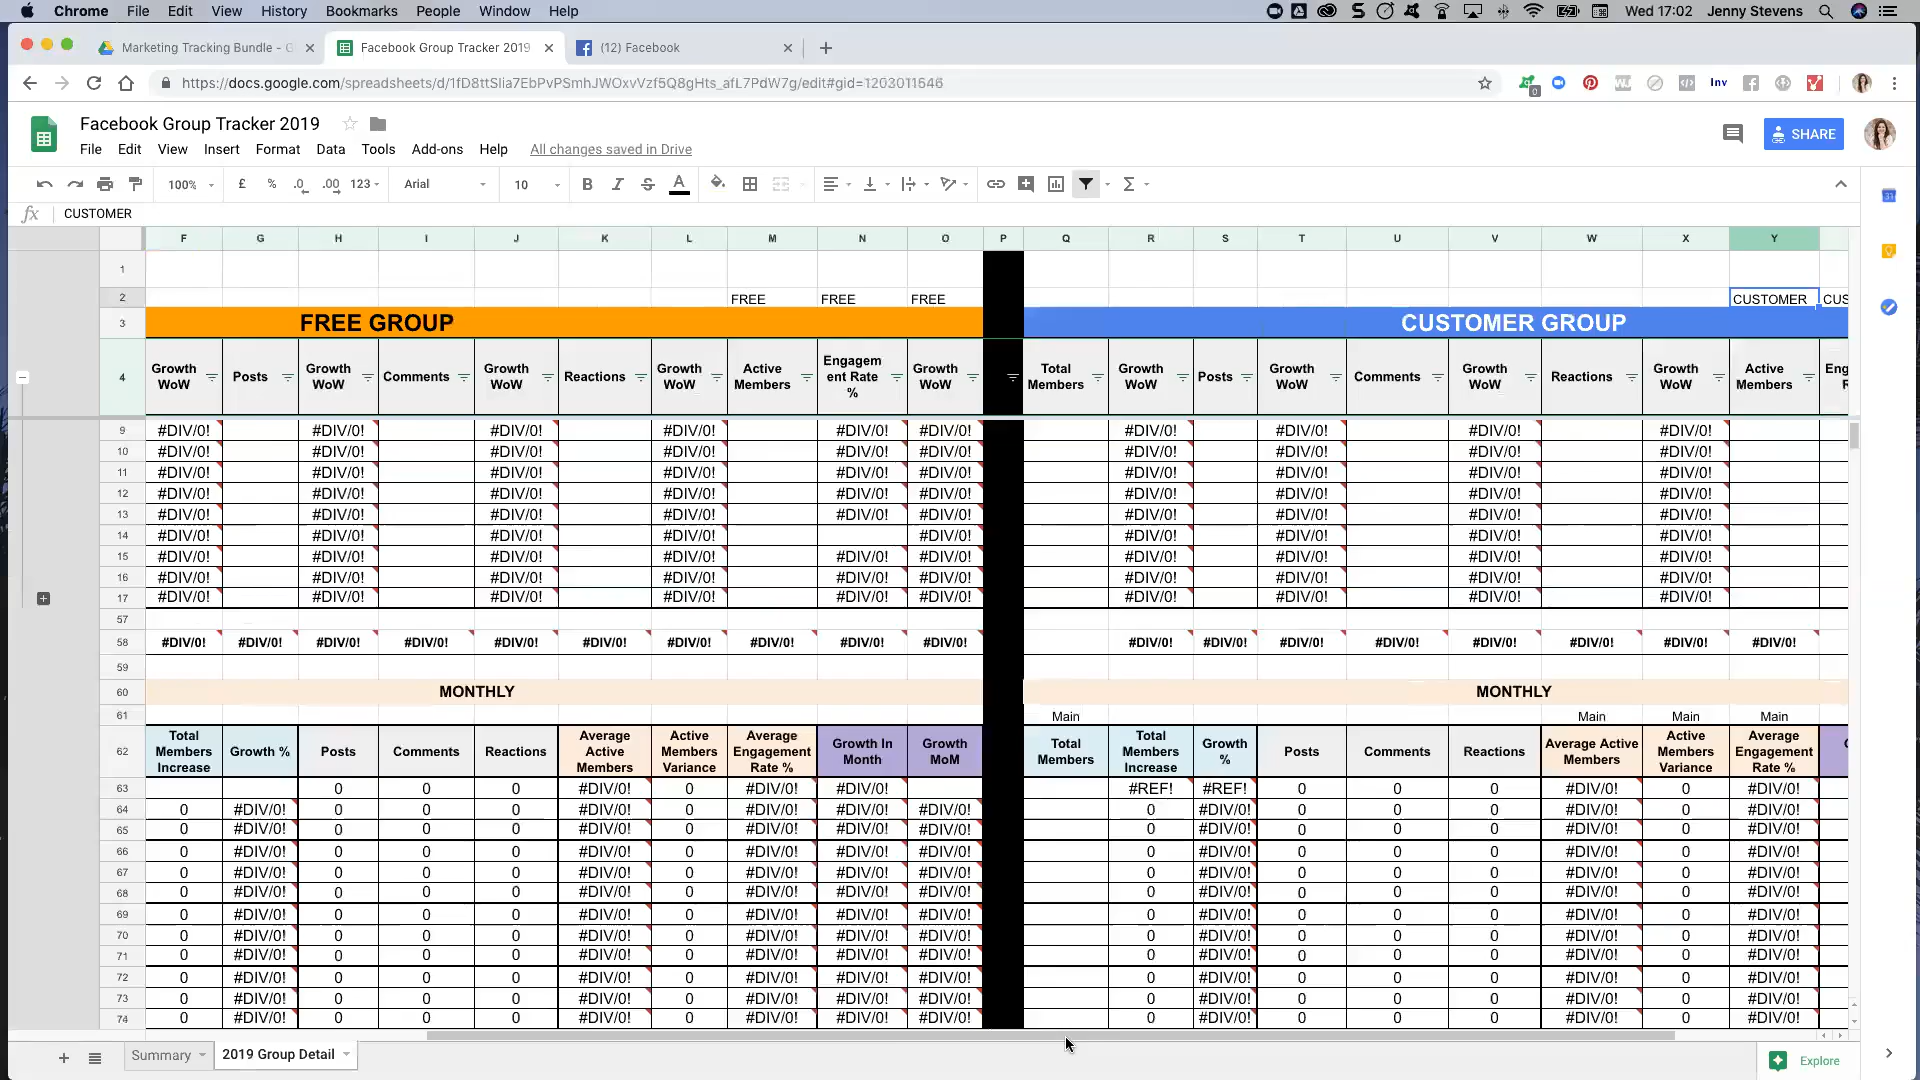 Chrome File Edit View History Bookmarks People Window Help Wed 17:02 Jenny Stevens
Marketing Tracking Bundle - G Facebook Group Tracker 2019 (12) Facebook
https://docs.google.com/spreadsheets/d/1fD8ttSlia7EbPvPSmhJWOxvVzf5Q8gHts_afL7PdW7g/edit#gid=1203011546 Inv
Facebook Group Tracker 2019
File Edit View Insert Format Data Tools Add-ons Help All changes saved in Drive SHARE
100% £ % .0 .00 123 Arial 10 B I S A
fx CUSTOMER
F G H I J K L M N O P Q R S T U V W X Y
1
2 FREE FREE FREE CUSTOMER CUS
3 FREE GROUP CUSTOMER GROUP
4 Growth WoW Posts Growth WoW Comments Growth WoW Reactions Growth WoW Active Members Engagem ent Rate % Growth WoW Total Members Growth WoW Posts Growth WoW Comments Growth WoW Reactions Growth WoW Active Members Eng
9 #DIV/0! #DIV/0! #DIV/0! #DIV/0! #DIV/0! #DIV/0! #DIV/0! #DIV/0! #DIV/0! #DIV/0!
10 #DIV/0! #DIV/0! #DIV/0! #DIV/0! #DIV/0! #DIV/0! #DIV/0! #DIV/0! #DIV/0! #DIV/0!
11 #DIV/0! #DIV/0! #DIV/0! #DIV/0! #DIV/0! #DIV/0! #DIV/0! #DIV/0! #DIV/0! #DIV/0!
12 #DIV/0! #DIV/0! #DIV/0! #DIV/0! #DIV/0! #DIV/0! #DIV/0! #DIV/0! #DIV/0! #DIV/0!
13 #DIV/0! #DIV/0! #DIV/0! #DIV/0! #DIV/0! #DIV/0! #DIV/0! #DIV/0! #DIV/0! #DIV/0!
14 #DIV/0! #DIV/0! #DIV/0! #DIV/0! #DIV/0! #DIV/0! #DIV/0! #DIV/0! #DIV/0!
15 #DIV/0! #DIV/0! #DIV/0! #DIV/0! #DIV/0! #DIV/0! #DIV/0! #DIV/0! #DIV/0! #DIV/0!
16 #DIV/0! #DIV/0! #DIV/0! #DIV/0! #DIV/0! #DIV/0! #DIV/0! #DIV/0! #DIV/0! #DIV/0!
17 #DIV/0! #DIV/0! #DIV/0! #DIV/0! #DIV/0! #DIV/0! #DIV/0! #DIV/0! #DIV/0! #DIV/0!
57
58 #DIV/0! #DIV/0! #DIV/0! #DIV/0! #DIV/0! #DIV/0! #DIV/0! #DIV/0! #DIV/0! #DIV/0! #DIV/0! #DIV/0! #DIV/0! #DIV/0! #DIV/0! #DIV/0! #DIV/0! #DIV/0!
59
60 MONTHLY MONTHLY
61 Main Main Main Main
62 Total Members Increase Growth % Posts Comments Reactions Average Active Members Active Members Variance Average Engagement Rate % Growth In Month Growth MoM Total Members Total Members Increase Growth % Posts Comments Reactions Average Active Members Active Members Variance Average Engagement Rate %
63 0 0 0 #DIV/0! 0 #DIV/0! #DIV/0! #REF! #REF! 0 0 0 #DIV/0! 0 #DIV/0!
64 0 #DIV/0! 0 0 0 #DIV/0! 0 #DIV/0! #DIV/0! #DIV/0! 0 #DIV/0! 0 0 0 #DIV/0! 0 #DIV/0!
65 0 #DIV/0! 0 0 0 #DIV/0! 0 #DIV/0! #DIV/0! #DIV/0! 0 #DIV/0! 0 0 0 #DIV/0! 0 #DIV/0!
66 0 #DIV/0! 0 0 0 #DIV/0! 0 #DIV/0! #DIV/0! #DIV/0! 0 #DIV/0! 0 0 0 #DIV/0! 0 #DIV/0!
67 0 #DIV/0! 0 0 0 #DIV/0! 0 #DIV/0! #DIV/0! #DIV/0! 0 #DIV/0! 0 0 0 #DIV/0! 0 #DIV/0!
68 0 #DIV/0! 0 0 0 #DIV/0! 0 #DIV/0! #DIV/0! #DIV/0! 0 #DIV/0! 0 0 0 #DIV/0! 0 #DIV/0!
69 0 #DIV/0! 0 0 0 #DIV/0! 0 #DIV/0! #DIV/0! #DIV/0! 0 #DIV/0! 0 0 0 #DIV/0! 0 #DIV/0!
70 0 #DIV/0! 0 0 0 #DIV/0! 0 #DIV/0! #DIV/0! #DIV/0! 0 #DIV/0! 0 0 0 #DIV/0! 0 #DIV/0!
71 0 #DIV/0! 0 0 0 #DIV/0! 0 #DIV/0! #DIV/0! #DIV/0! 0 #DIV/0! 0 0 0 #DIV/0! 0 #DIV/0!
72 0 #DIV/0! 0 0 0 #DIV/0! 0 #DIV/0! #DIV/0! #DIV/0! 0 #DIV/0! 0 0 0 #DIV/0! 0 #DIV/0!
73 0 #DIV/0! 0 0 0 #DIV/0! 0 #DIV/0! #DIV/0! #DIV/0! 0 #DIV/0! 0 0 0 #DIV/0! 0 #DIV/0!
74 0 #DIV/0! 0 0 0 #DIV/0! 0 #DIV/0! #DIV/0! #DIV/0! 0 #DIV/0! 0 0 0 #DIV/0! 0 #DIV/0!
Summary 2019 Group Detail Explore